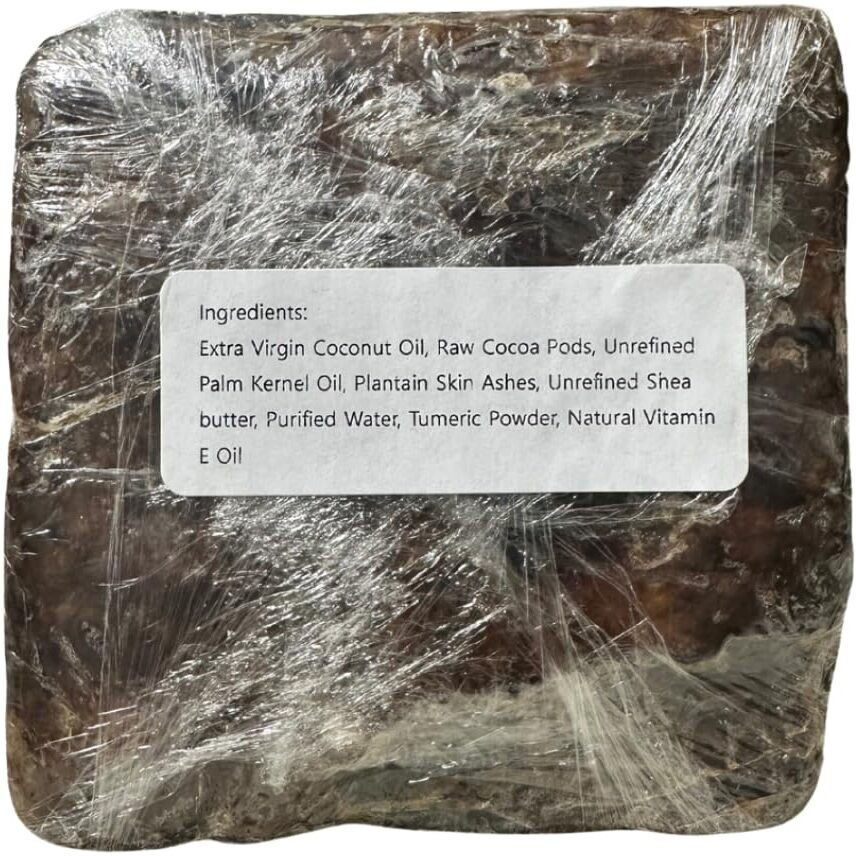 Ingredients:
Extra Virgin Coconut Oil, Raw Cocoa Pods, Unrefined
Palm Kernel Oil, Plantain Skin Ashes, Unrefined Shea
butter, Purified Water, Tumeric Powder, Natural Vitamin
E Oil